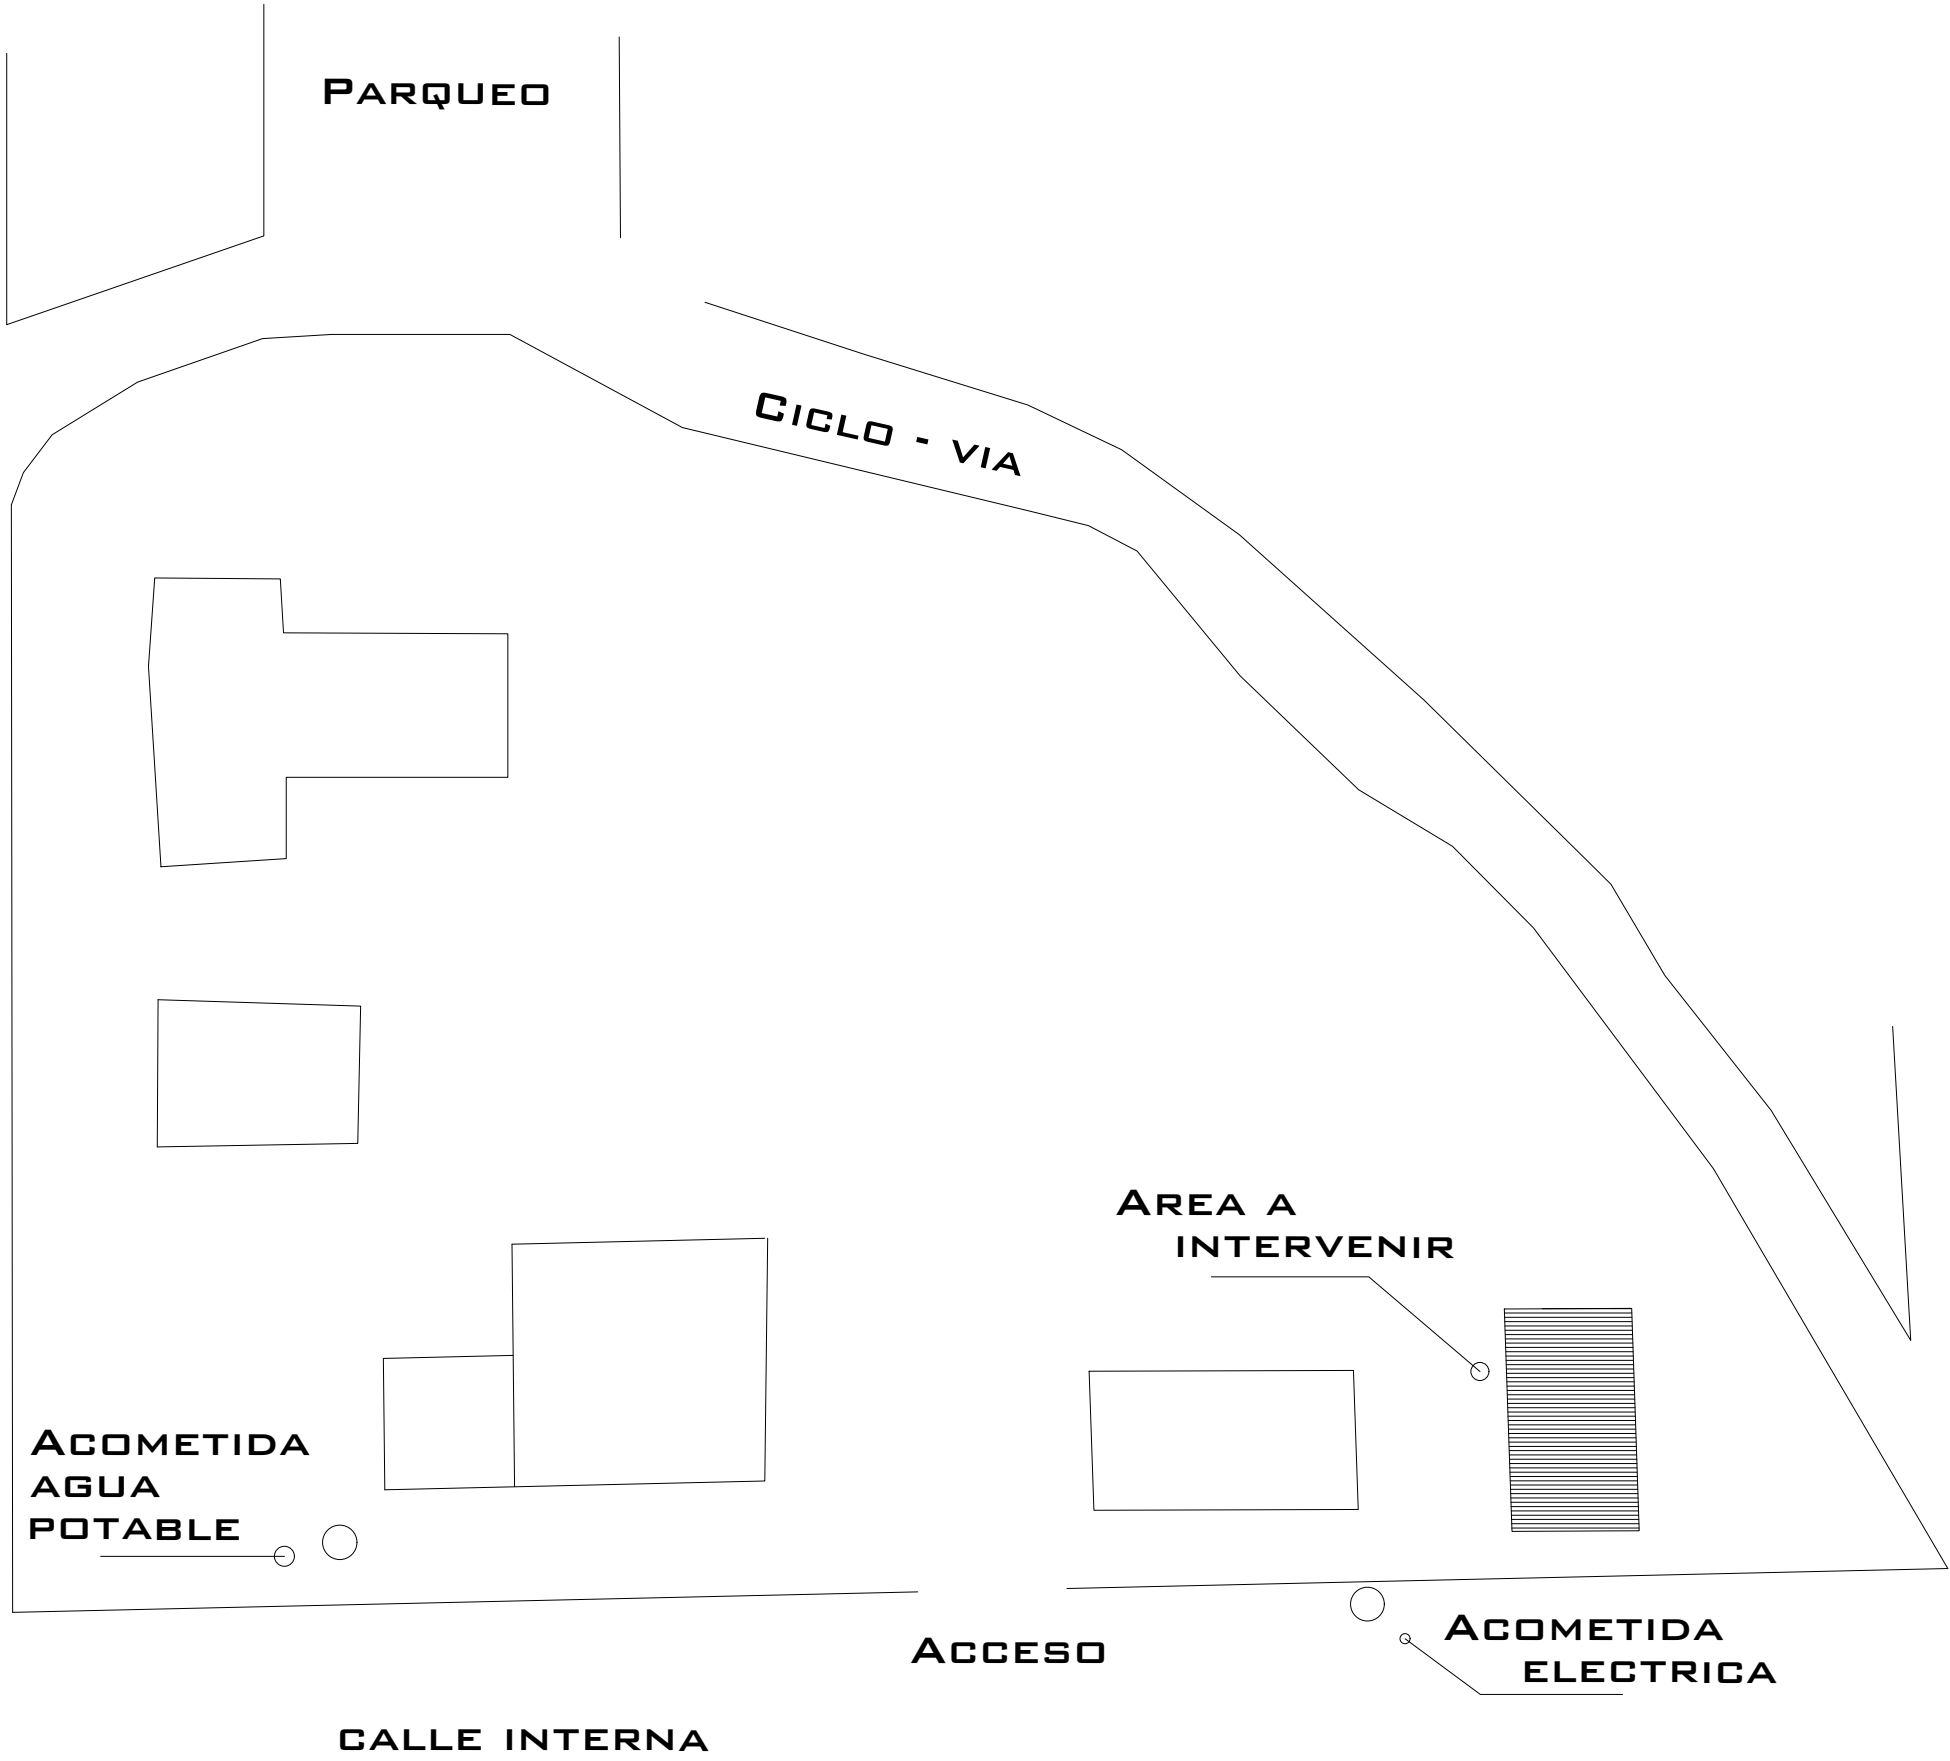 PARQUEO
CICLO - VIA
AREA A
INTERVENIR
ACOMETIDA
AGUA
POTABLE
ACCESO
ACOMETIDA
ELECTRICA
CALLE INTERNA